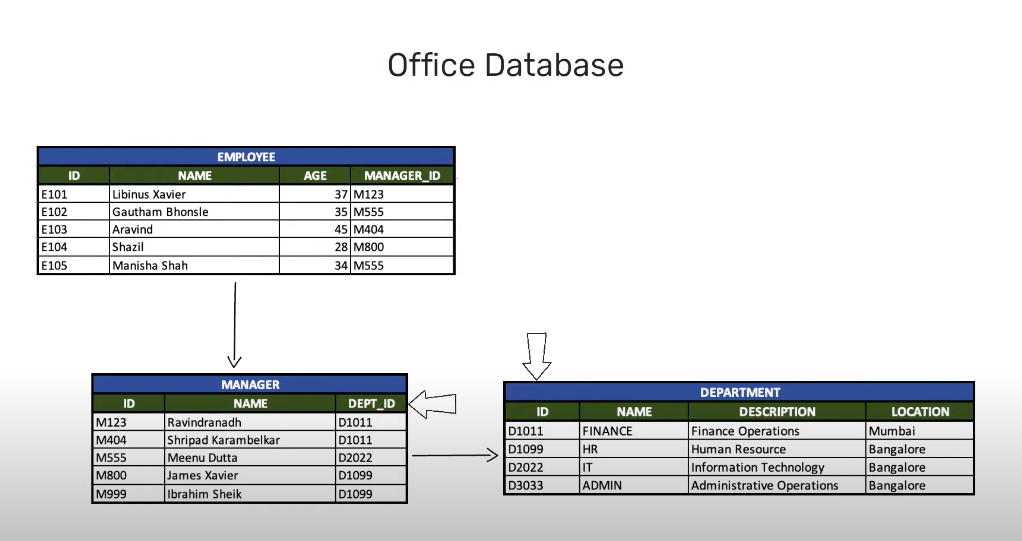 Office Database
EMPLOYEE
ID NAME AGE MANAGER_ID
E101 Libinus Xavier 37 M123
E102 Gautham Bhonsle 35 M555
E103 Aravind 45 M404
E104 Shazil 28 M800
E105 Manisha Shah 34 M555
MANAGER
ID NAME DEPT_ID
M123 Ravindranadh D1011
M404 Shripad Karambelkar D1011
M555 Meenu Dutta D2022
M800 James Xavier D1099
M999 Ibrahim Sheik D1099
DEPARTMENT
ID NAME DESCRIPTION LOCATION
D1011 FINANCE Finance Operations Mumbai
D1099 HR Human Resource Bangalore
D2022 IT Information Technology Bangalore
D3033 ADMIN Administrative Operations Bangalore